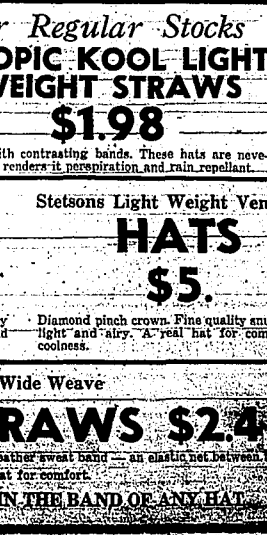 r Regular Stocks
OPIC KOOL LIGHT
WEIGHT STRAWS
$1.98
ith contrasting bands. These hats are neve-
renders it perspiration and rain repellant.
Stetsons Light Weight Ven
HATS
$5.
y Diamond pinch crown. Fine quality snu
d light and airy. A real hat for com
coolness.
Wide Weave
RAWS $2.4
eather sweat band — an elastic net between
at for comfort.
IN THE BAND OF ANY HAT